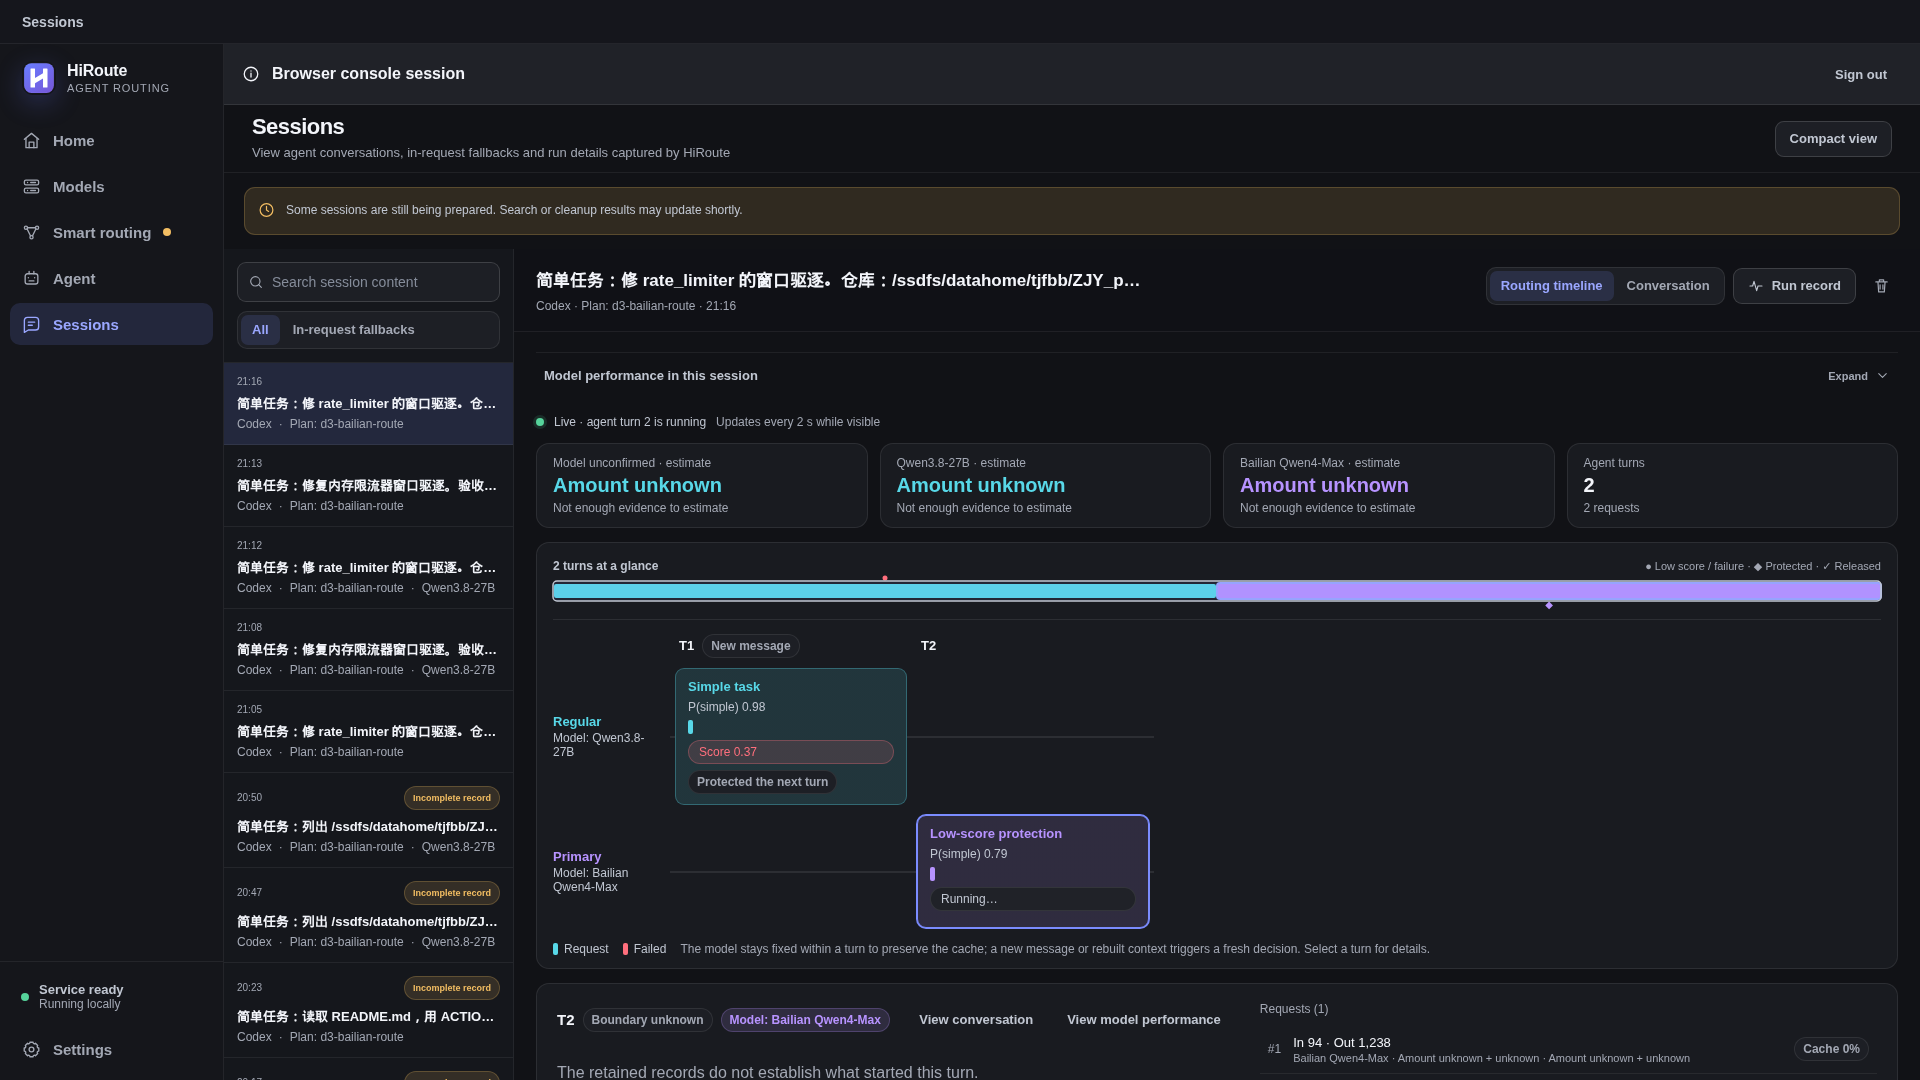 Sessions
HiRoute
AGENT ROUTING
Home
Models
Smart routing
Agent
Sessions
Service ready
Running locally
Settings
Browser console session
Sign out
Sessions
View agent conversations, in-request fallbacks and run details captured by HiRoute
Compact view
Some sessions are still being prepared. Search or cleanup results may update shortly.
Search session content
All
In-request fallbacks
21:16
简单任务：修 rate_limiter 的窗口驱逐。仓…
Codex · Plan: d3-bailian-route
21:13
简单任务：修复内存限流器窗口驱逐。验收…
Codex · Plan: d3-bailian-route
21:12
简单任务：修 rate_limiter 的窗口驱逐。仓…
Codex · Plan: d3-bailian-route · Qwen3.8-27B
21:08
简单任务：修复内存限流器窗口驱逐。验收…
Codex · Plan: d3-bailian-route · Qwen3.8-27B
21:05
简单任务：修 rate_limiter 的窗口驱逐。仓…
Codex · Plan: d3-bailian-route
20:50
Incomplete record
简单任务：列出 /ssdfs/datahome/tjfbb/ZJ…
Codex · Plan: d3-bailian-route · Qwen3.8-27B
20:47
Incomplete record
简单任务：列出 /ssdfs/datahome/tjfbb/ZJ…
Codex · Plan: d3-bailian-route · Qwen3.8-27B
20:23
Incomplete record
简单任务：读取 README.md，用 ACTIO…
Codex · Plan: d3-bailian-route
简单任务：修 rate_limiter 的窗口驱逐。仓库：/ssdfs/datahome/tjfbb/ZJY_p…
Codex · Plan: d3-bailian-route · 21:16
Routing timeline
Conversation
Run record
Model performance in this session
Expand
Live · agent turn 2 is running Updates every 2 s while visible
Model unconfirmed · estimate
Amount unknown
Not enough evidence to estimate
Qwen3.8-27B · estimate
Amount unknown
Not enough evidence to estimate
Bailian Qwen4-Max · estimate
Amount unknown
Not enough evidence to estimate
Agent turns
2
2 requests
2 turns at a glance
● Low score / failure · ◆ Protected · ✓ Released
T1 New message
T2
Simple task
P(simple) 0.98
Score 0.37
Protected the next turn
Regular
Model: Qwen3.8-
27B
Low-score protection
P(simple) 0.79
Running…
Primary
Model: Bailian
Qwen4-Max
Request Failed The model stays fixed within a turn to preserve the cache; a new message or rebuilt context triggers a fresh decision. Select a turn for details.
T2 Boundary unknown Model: Bailian Qwen4-Max View conversation View model performance
The retained records do not establish what started this turn.
Requests (1)
#1 In 94 · Out 1,238
Bailian Qwen4-Max · Amount unknown + unknown · Amount unknown + unknown
Cache 0%